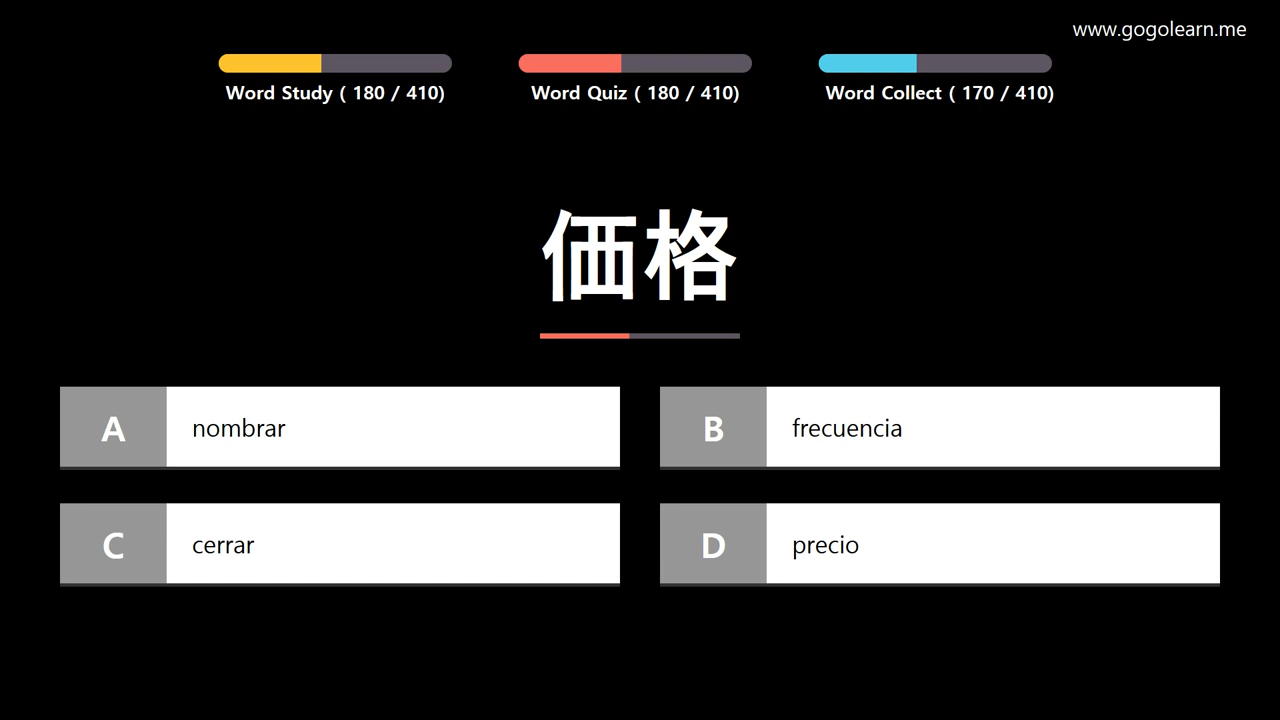 www.gogolearn.me
Word Study ( 180 / 410)
Word Quiz ( 180 / 410)
Word Collect ( 170 / 410)
価格
A
nombrar
B
frecuencia
C
cerrar
D
precio